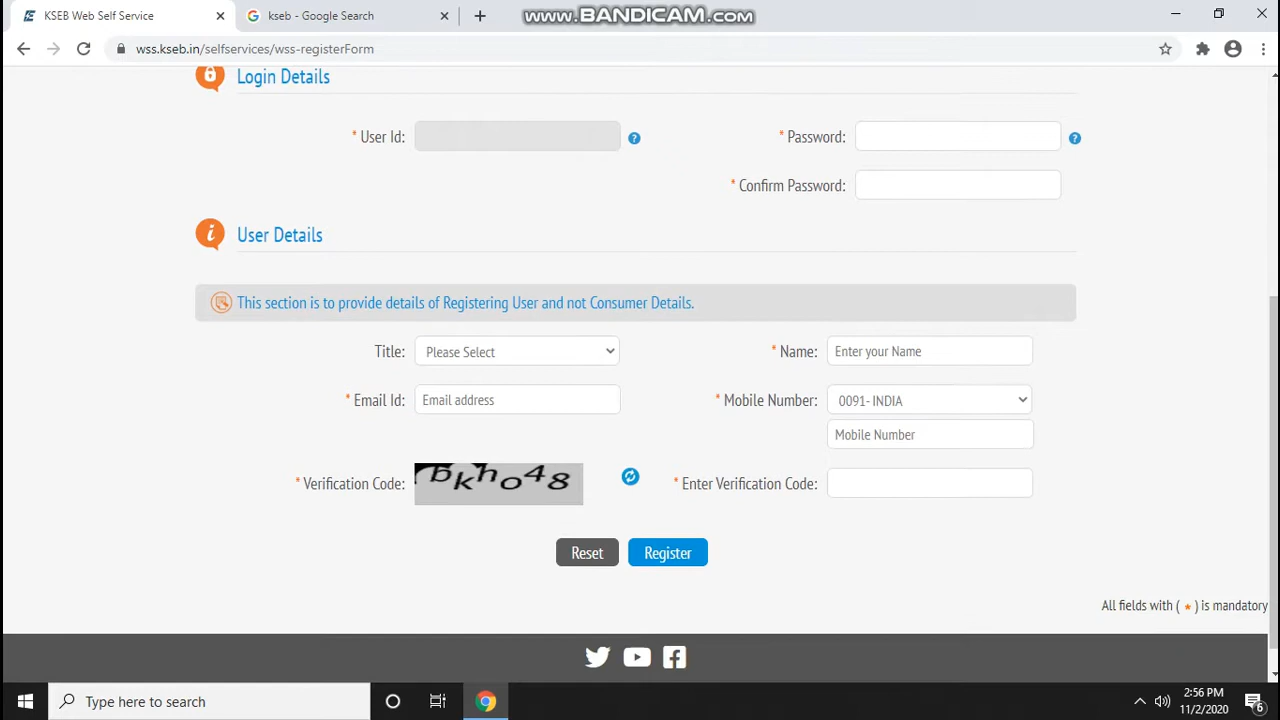 KSEB Web Self Service
kseb - Google Search
www.BANDICAM.com
wss.kseb.in/selfservices/wss-registerForm
Login Details
* User Id:
* Password:
* Confirm Password:
User Details
This section is to provide details of Registering User and not Consumer Details.
Title: Please Select
* Name: Enter your Name
* Email Id: Email address
* Mobile Number: 0091- INDIA
Mobile Number
* Verification Code:
* Enter Verification Code:
Reset Register
All fields with ( * ) is mandatory
Type here to search
2:56 PM
11/2/2020
6